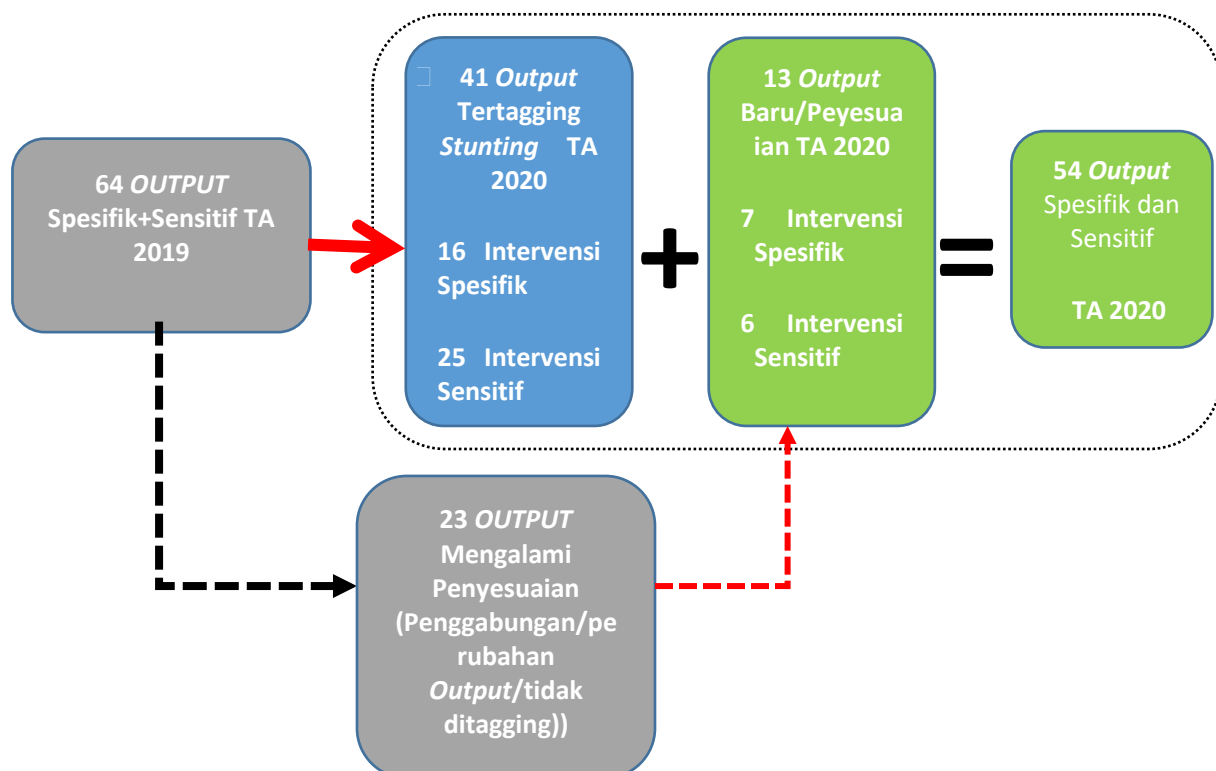 64 OUTPUT
Spesifik+Sensitif TA
2019
41 Output
Tertagging
Stunting TA
2020
16 Intervensi
Spesifik
25 Intervensi
Sensitif
+
13 Output
Baru/Peyesua
ian TA 2020
7 Intervensi
Spesifik
6 Intervensi
Sensitif
=
54 Output
Spesifik dan
Sensitif
TA 2020
23 OUTPUT
Mengalami
Penyesuaian
(Penggabungan/pe
rubahan
Output/tidak
ditagging))